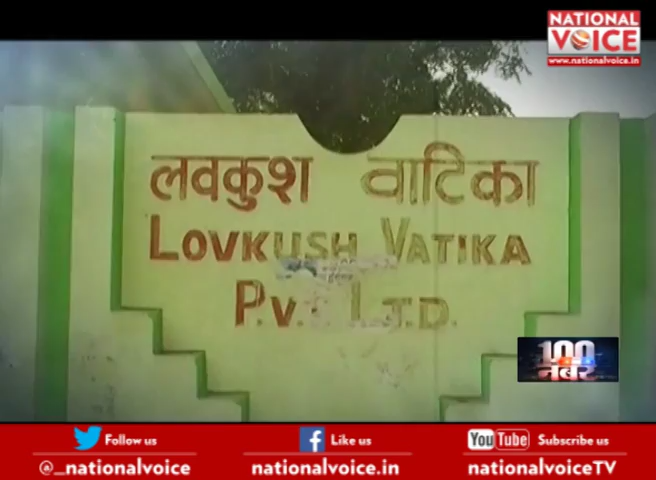 NATIONAL
VOICE
www.nationalvoice.in
लवकुश वाटिका
LOVKUSH VATIKA
P.V. LTD.
100
नंबर
Follow us
@_nationalvoice
Like us
nationalvoice.in
YouTube Subscribe us
nationalvoiceTV